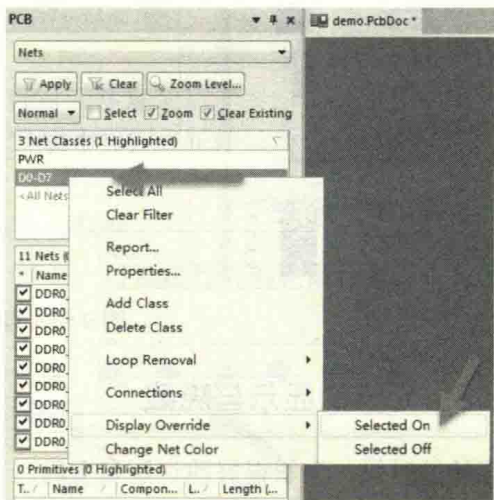 PCB
demo.PcbDoc *
Nets
Apply Clear Zoom Level...
Normal Select Zoom Clear Existing
3 Net Classes (1 Highlighted)
PWR
D0-D7
<All Nets
Select All
Clear Filter
Report...
Properties...
Add Class
Delete Class
Loop Removal
Connections
Display Override
Change Net Color
Selected On
Selected Off
11 Nets (
* Name
DDR0_
DDR0_
DDR0_
DDR0_
DDR0_
DDR0_
DDR0_
DDR0_
DDR0_
0 Primitives (0 Highlighted)
T.. Name Compon... L.. Length (...